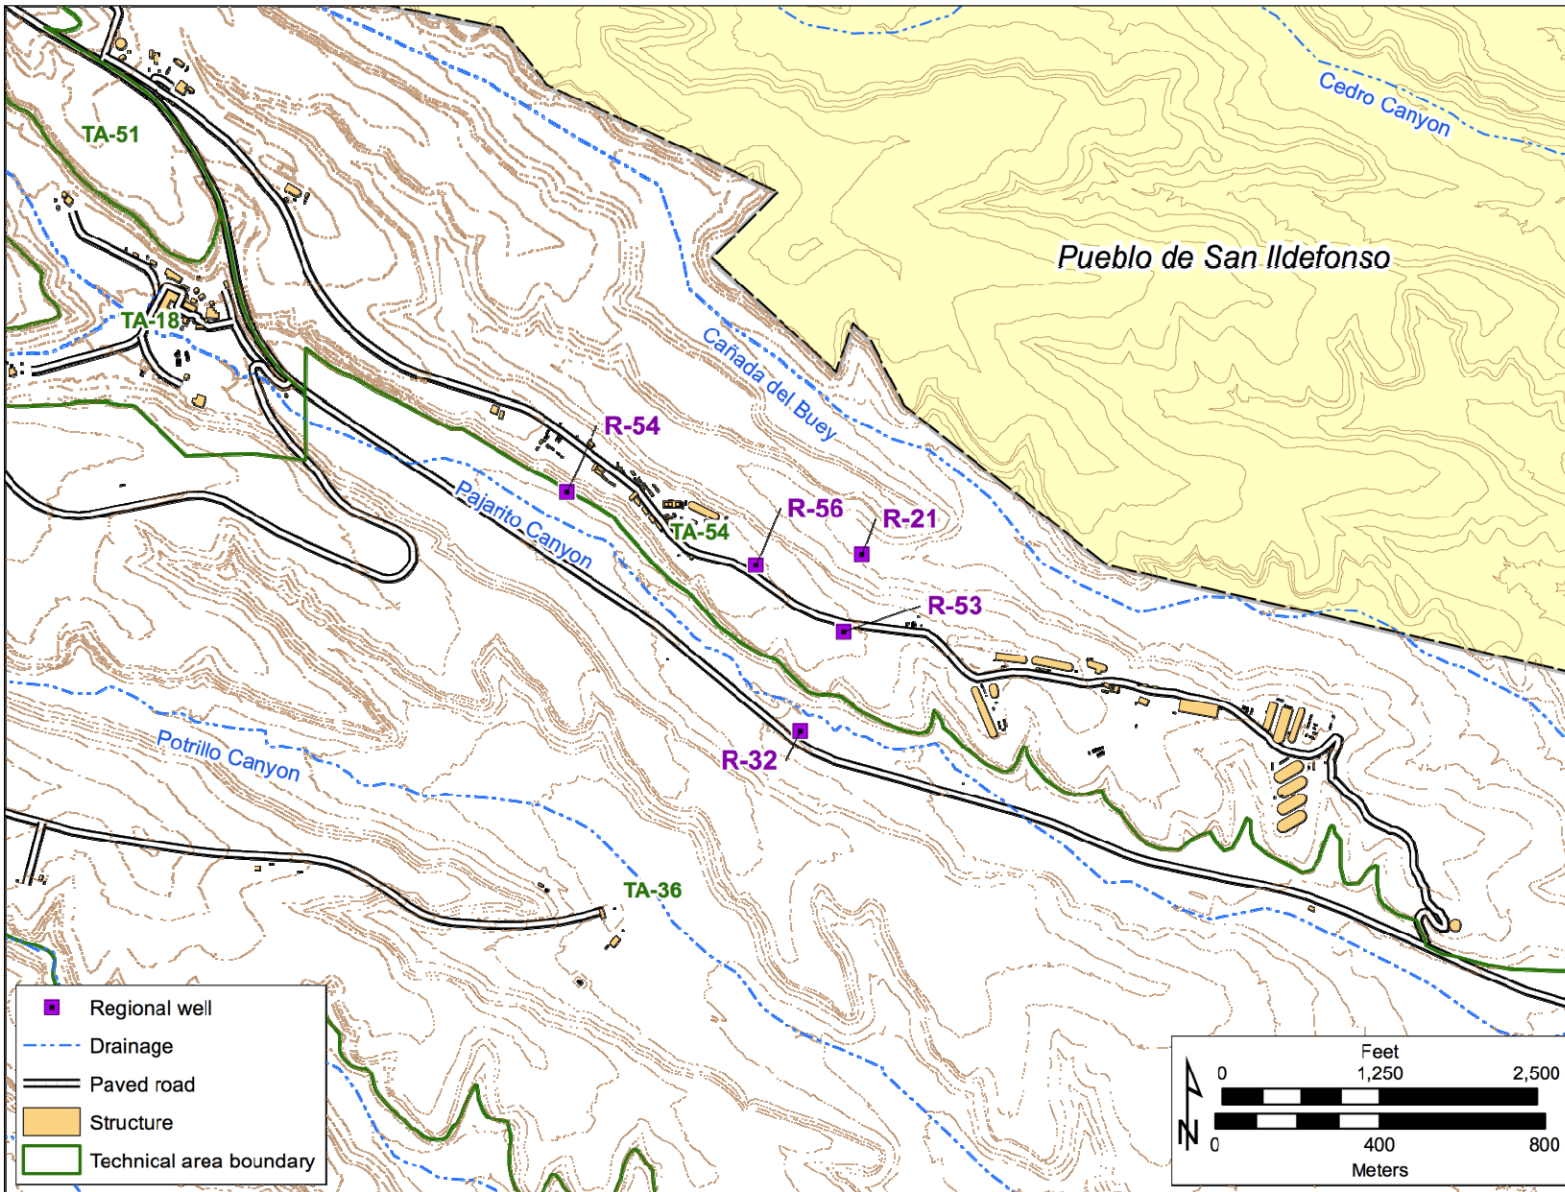 Cedro Canyon
TA-51
Pueblo de San Ildefonso
TA-18
Cañada del Buey
R-54
Pajarito Canyon
R-56
R-21
TA-54
R-53
Potrillo Canyon
R-32
TA-36
Regional well
Drainage
Paved road
Structure
Technical area boundary
Feet
0 1,250 2,500
N
0 400 800
Meters